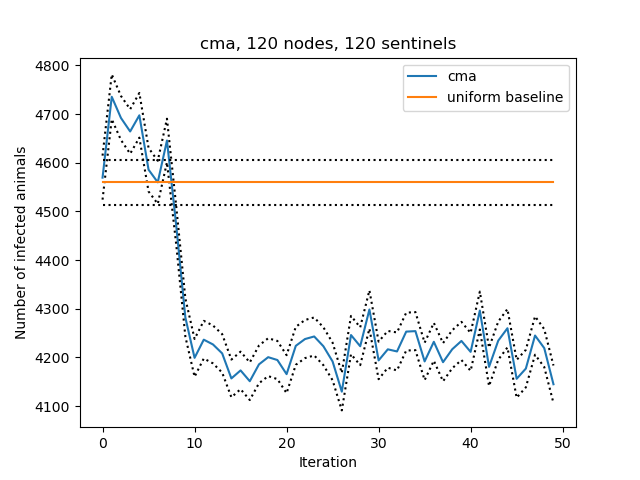 cma, 120 nodes, 120 sentinels
cma
uniform baseline
Number of infected animals
4800
4700
4600
4500
4400
4300
4200
4100
0 10 20 30 40 50
Iteration